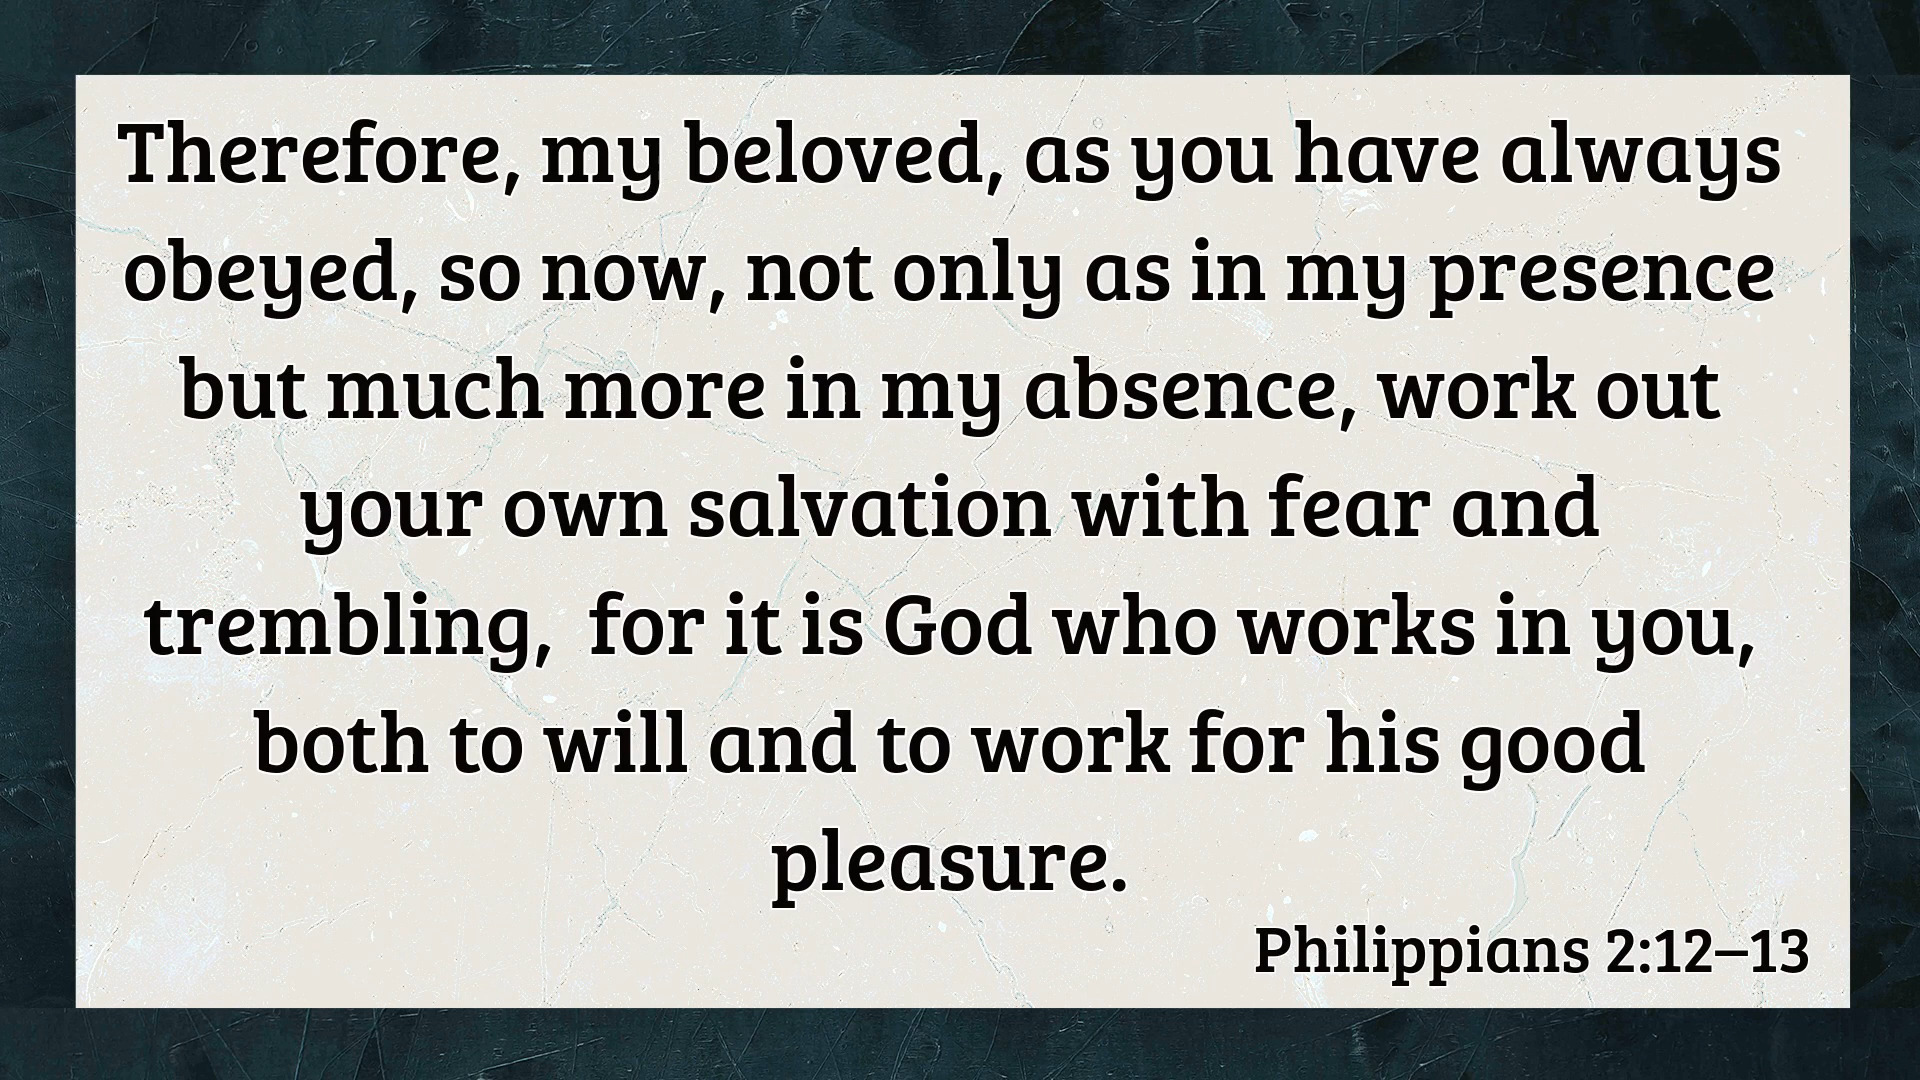 Therefore, my beloved, as you have always
obeyed, so now, not only as in my presence
but much more in my absence, work out
your own salvation with fear and
trembling,  for it is God who works in you,
both to will and to work for his good
pleasure.
Philippians 2:12–13